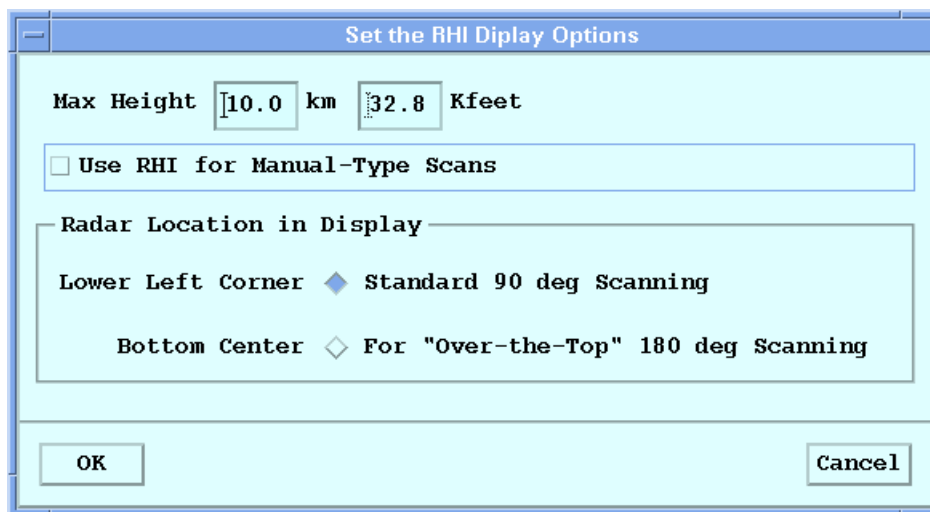 Set the RHI Diplay Options
Max Height 10.0 km 32.8 Kfeet
Use RHI for Manual-Type Scans
Radar Location in Display
Lower Left Corner Standard 90 deg Scanning
Bottom Center For "Over-the-Top" 180 deg Scanning
OK Cancel